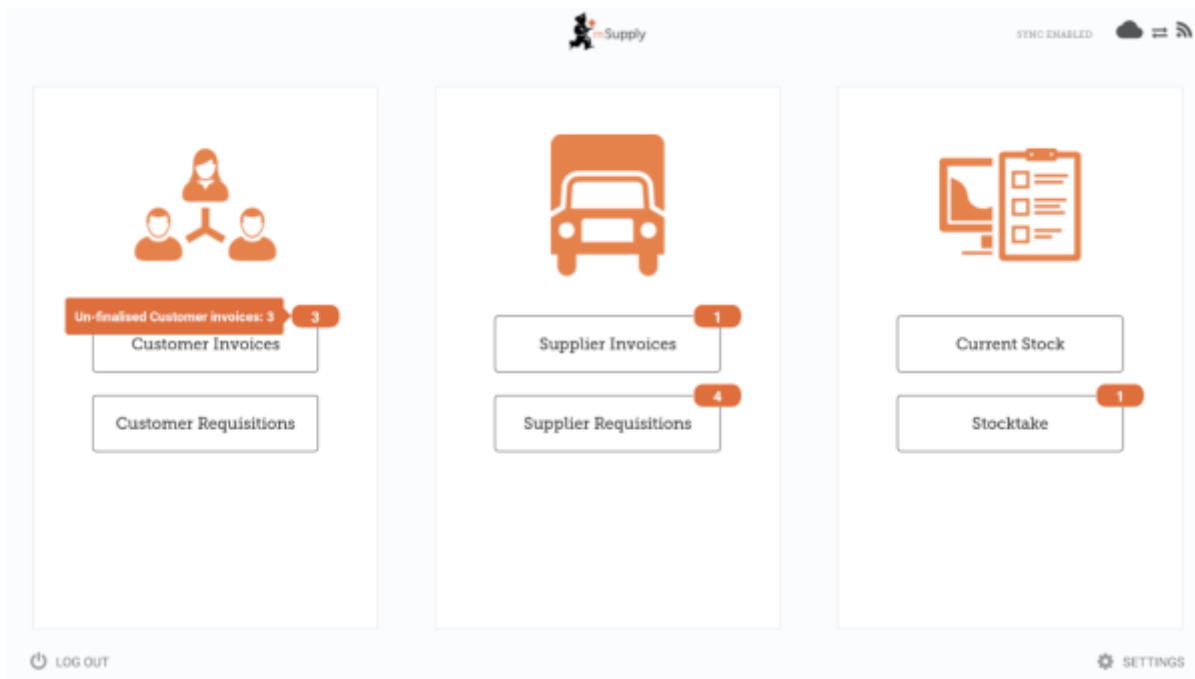 mSupply
SYNC ENABLED
Un-finalised Customer invoices: 3
3
Customer Invoices
Customer Requisitions
1
Supplier Invoices
4
Supplier Requisitions
Current Stock
1
Stocktake
LOG OUT
SETTINGS